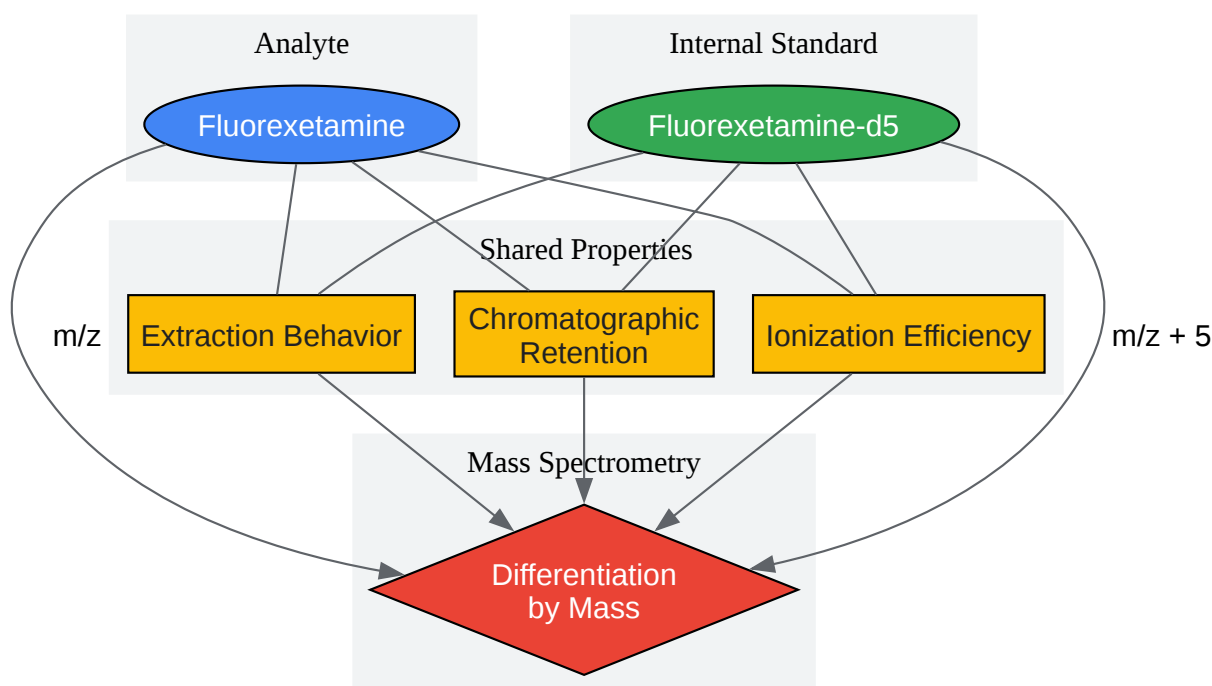 Analyte
Internal Standard
Fluorexetamine
Fluorexetamine-d5
Shared Properties
m/z
Extraction Behavior
Chromatographic
Retention
Ionization Efficiency
m/z + 5
Mass Spectrometry
Differentiation
by Mass